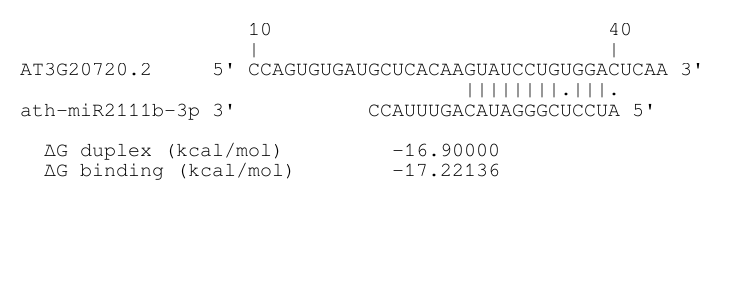 10 40
| |
AT3G20720.2 5' CCAGUGUGAUGCUCACAAGUAUCCUGUGGACUCAA 3'
||||||||.|||.
ath-miR2111b-3p 3' CCAUUUGACAUAGGGCUCCUA 5'
ΔG duplex (kcal/mol) -16.90000
ΔG binding (kcal/mol) -17.22136